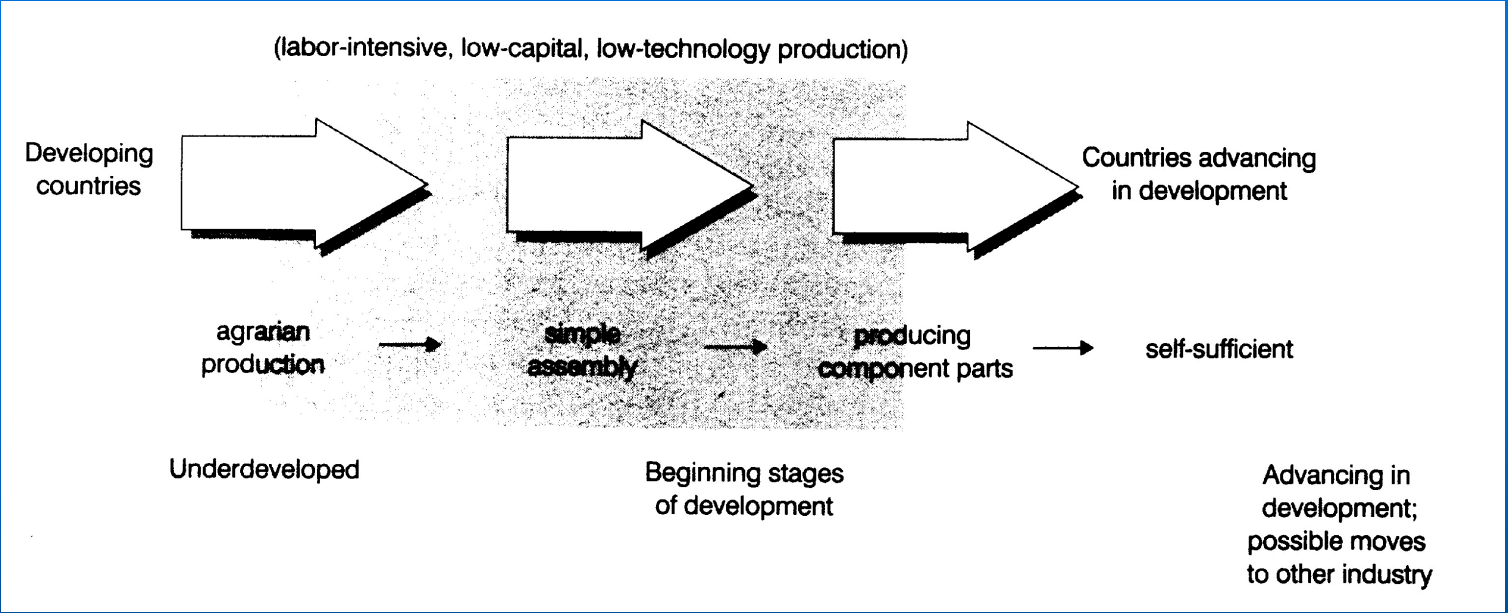 (labor-intensive, low-capital, low-technology production)
Developing
countries
Countries advancing
in development
agrarian
production
simple
assembly
producing
component parts
self-sufficient
Underdeveloped
Beginning stages
of development
Advancing in
development;
possible moves
to other industry